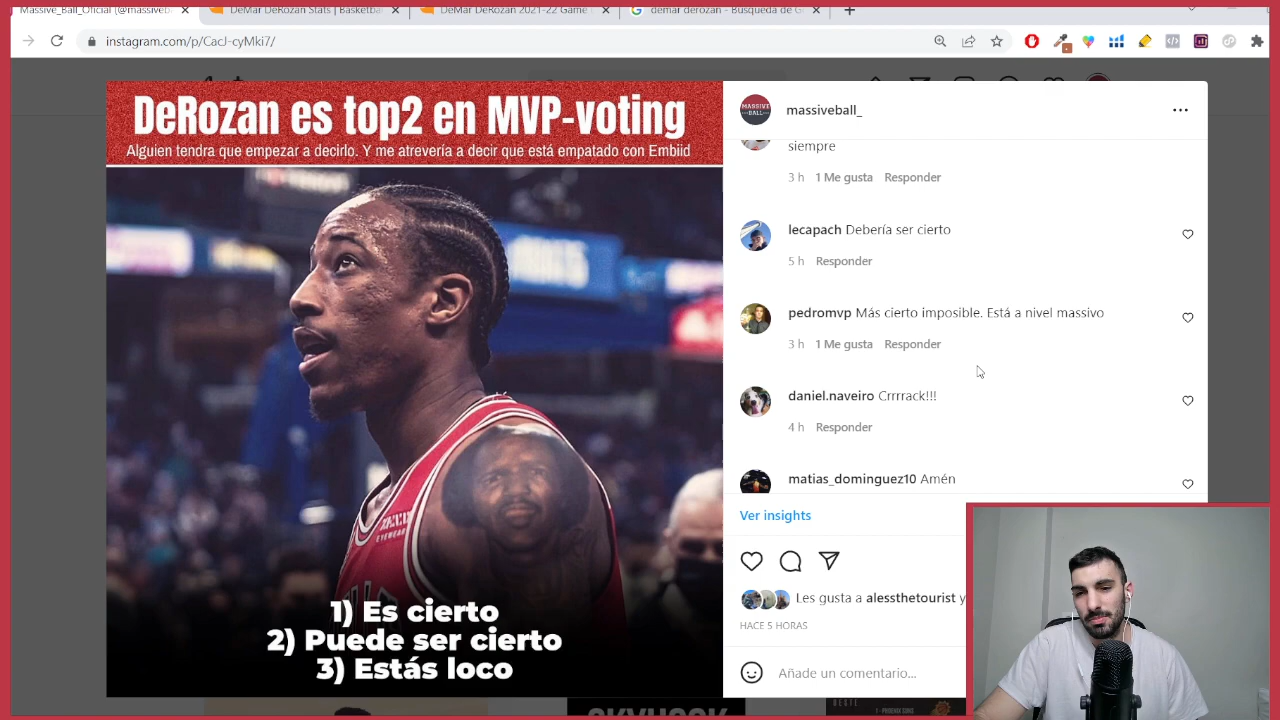 Massive_Ball_Oficial (@massiveb
DeMar DeRozan Stats | Basketba
DeMar DeRozan 2021-22 Game
demar derozan - Búsqueda de G
instagram.com/p/CacJ-cyMki7/
DeRozan es top2 en MVP-voting
Alguien tendra que empezar a decirlo. Y me atrevería a decir que está empatado con Embiid
1) Es cierto
2) Puede ser cierto
3) Estás loco
MASSIVE
BALL
massiveball_
siempre
3 h 1 Me gusta Responder
lecapach Debería ser cierto
5 h Responder
pedromvp Más cierto imposible. Está a nivel massivo
3 h 1 Me gusta Responder
daniel.naveiro Crrrrack!!!
4 h Responder
matias_dominguez10 Amén
Ver insights
Les gusta a alessthetourist y
HACE 5 HORAS
Añade un comentario...